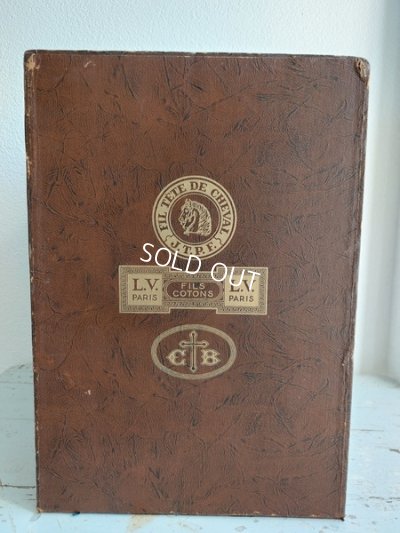 FIL TETE DE CHEVAL
J.T.P.F.
SOLD OUT
L.V.
PARIS
FILS
COTONS
L.V.
PARIS
C B